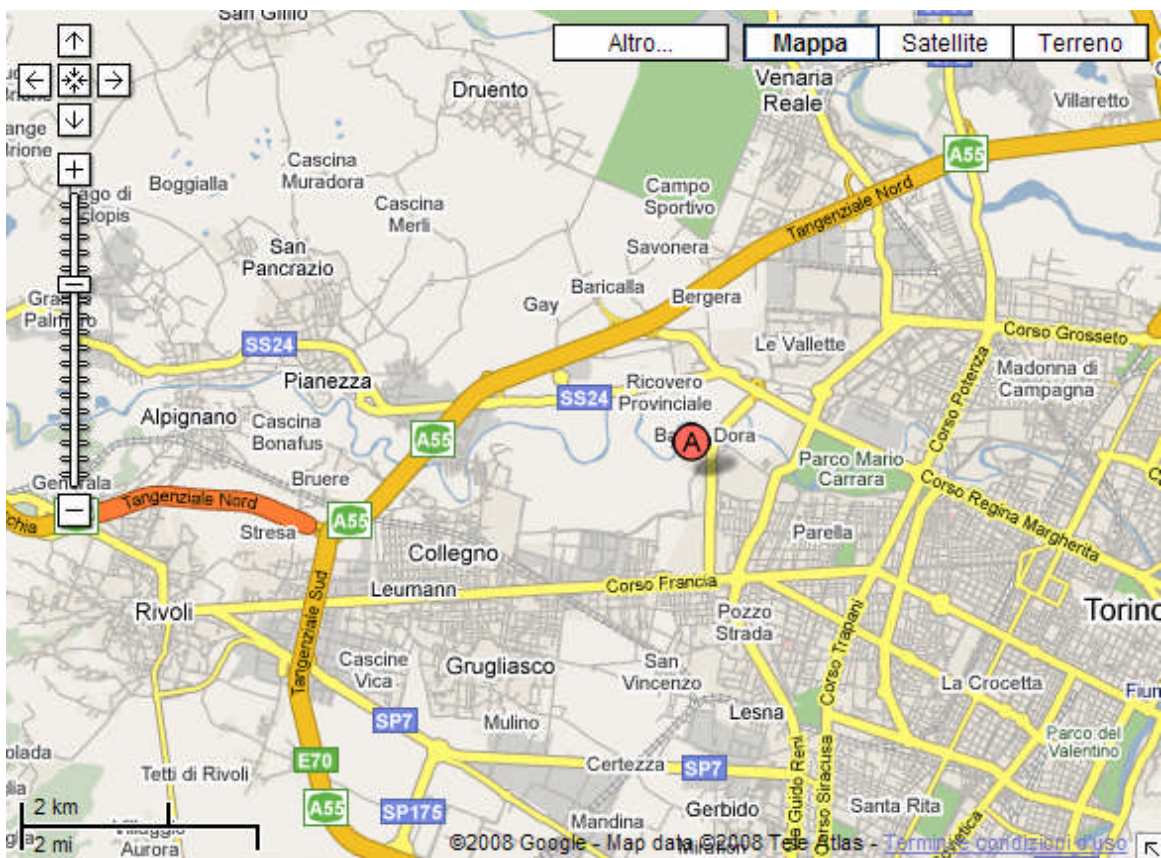 San Gillio
Altro...
Mappa
Satellite
Terreno
Venaria
Reale
Druento
Villaretto
A55
Cascina
Muradora
Boggialla
Cascina
Merli
Campo
Sportivo
Tangenziale Nord
San
Pancrazio
Savonera
Baricalla
Gay
Bergera
Corso Grosseto
SS24
Le Vallette
Corso Potenza
Madonna di
Campagna
Pianezza
Ricovero
Provinciale
SS24
Alpignano
Cascina
Bonafus
A55
A
Dora
Parco Mario
Carrara
Bruere
Corso Regina Margherita
Tangenziale Nord
A55
Stresa
Collegno
Parella
Leumann
Corso Francia
Rivoli
Tangenziale Sud
Pozzo
Strada
Corso Trapani
Torino
Cascine
Vica
Grugliasco
San
Vincenzo
La Crocetta
SP7
Mulino
Lesna
Parco del
Valentino
E70
Certezza
SP7
Guido Reni
Corso Siracusa
Tetti di Rivoli
2 km
A55
SP175
Gerbido
Santa Rita
Mandina
2 mi
Villaggio
Aurora
©2008 Google - Map data ©2008 Tele Atlas - Termini e condizioni d'uso